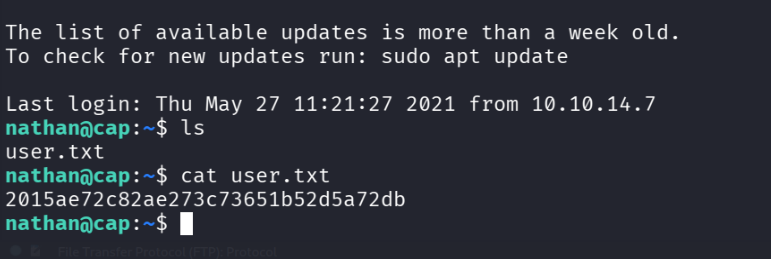 The list of available updates is more than a week old.
To check for new updates run: sudo apt update
Last login: Thu May 27 11:21:27 2021 from 10.10.14.7
nathan@cap:~$ ls
user.txt
nathan@cap:~$ cat user.txt
2015ae72c82ae273c73651b52d5a72db
nathan@cap:~$
File Transfer Protocol (FTP): Protocol